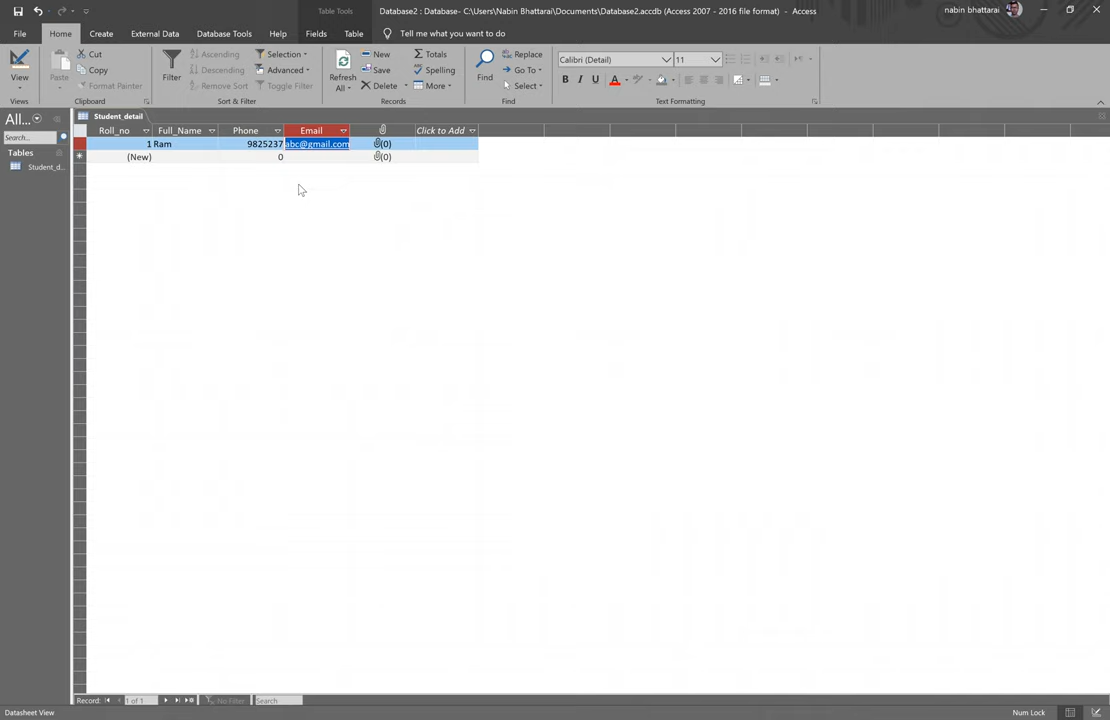 Table Tools
Database2 : Database- C:\Users\Nabin Bhattarai\Documents\Database2.accdb (Access 2007 - 2016 file format) - Access
nabin bhattarai
File Home Create External Data Database Tools Help Fields Table Tell me what you want to do
View
Views
Paste
Cut
Copy
Format Painter
Clipboard
Filter
Ascending
Descending
Remove Sort
Selection
Advanced
Toggle Filter
Sort & Filter
Refresh
All
New
Save
Delete
Totals
Spelling
More
Records
Find
Replace
Go To
Select
Find
Calibri (Detail) 11
B I U A
Text Formatting
All...
Search...
Tables
Student_d...
Student_detail
Roll_no Full_Name Phone Email Click to Add
1 Ram 9825237 abc@gmail.com (0)
(New) 0 (0)
Record: 1 of 1 No Filter Search
Datasheet View
Num Lock